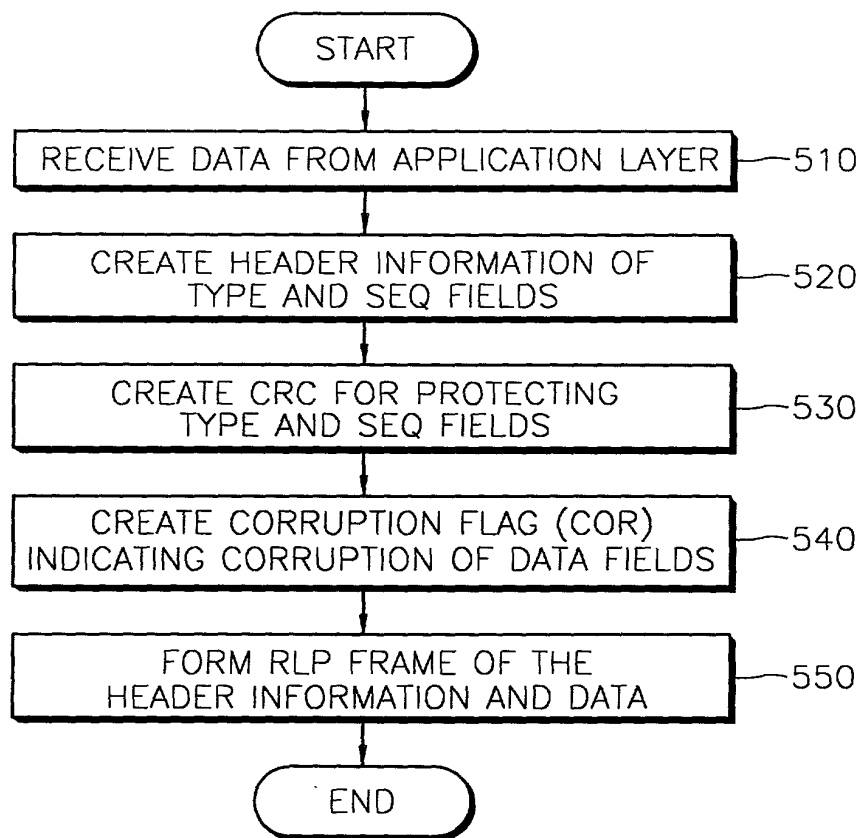 START
RECEIVE DATA FROM APPLICATION LAYER
510
CREATE HEADER INFORMATION OF
TYPE AND SEQ FIELDS
520
CREATE CRC FOR PROTECTING
TYPE AND SEQ FIELDS
530
CREATE CORRUPTION FLAG (COR)
INDICATING CORRUPTION OF DATA FIELDS
540
FORM RLP FRAME OF THE
HEADER INFORMATION AND DATA
550
END